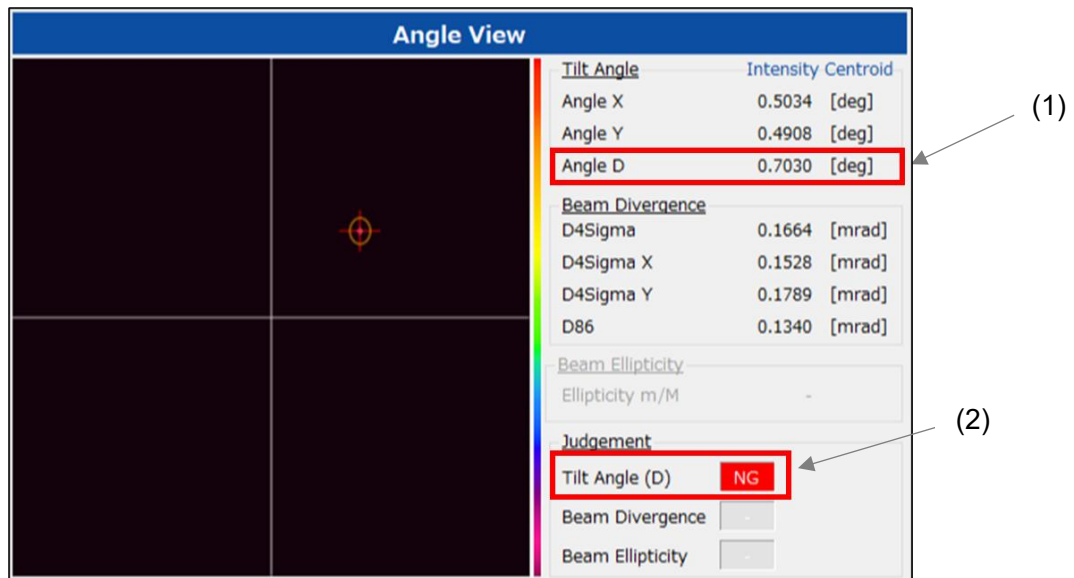 Angle View
Tilt Angle Intensity Centroid
Angle X 0.5034 [deg]
Angle Y 0.4908 [deg]
Angle D 0.7030 [deg]
(1)
Beam Divergence
D4Sigma 0.1664 [mrad]
D4Sigma X 0.1528 [mrad]
D4Sigma Y 0.1789 [mrad]
D86 0.1340 [mrad]
Beam Ellipticity
Ellipticity m/M -
(2)
Judgement
Tilt Angle (D) NG
Beam Divergence -
Beam Ellipticity -